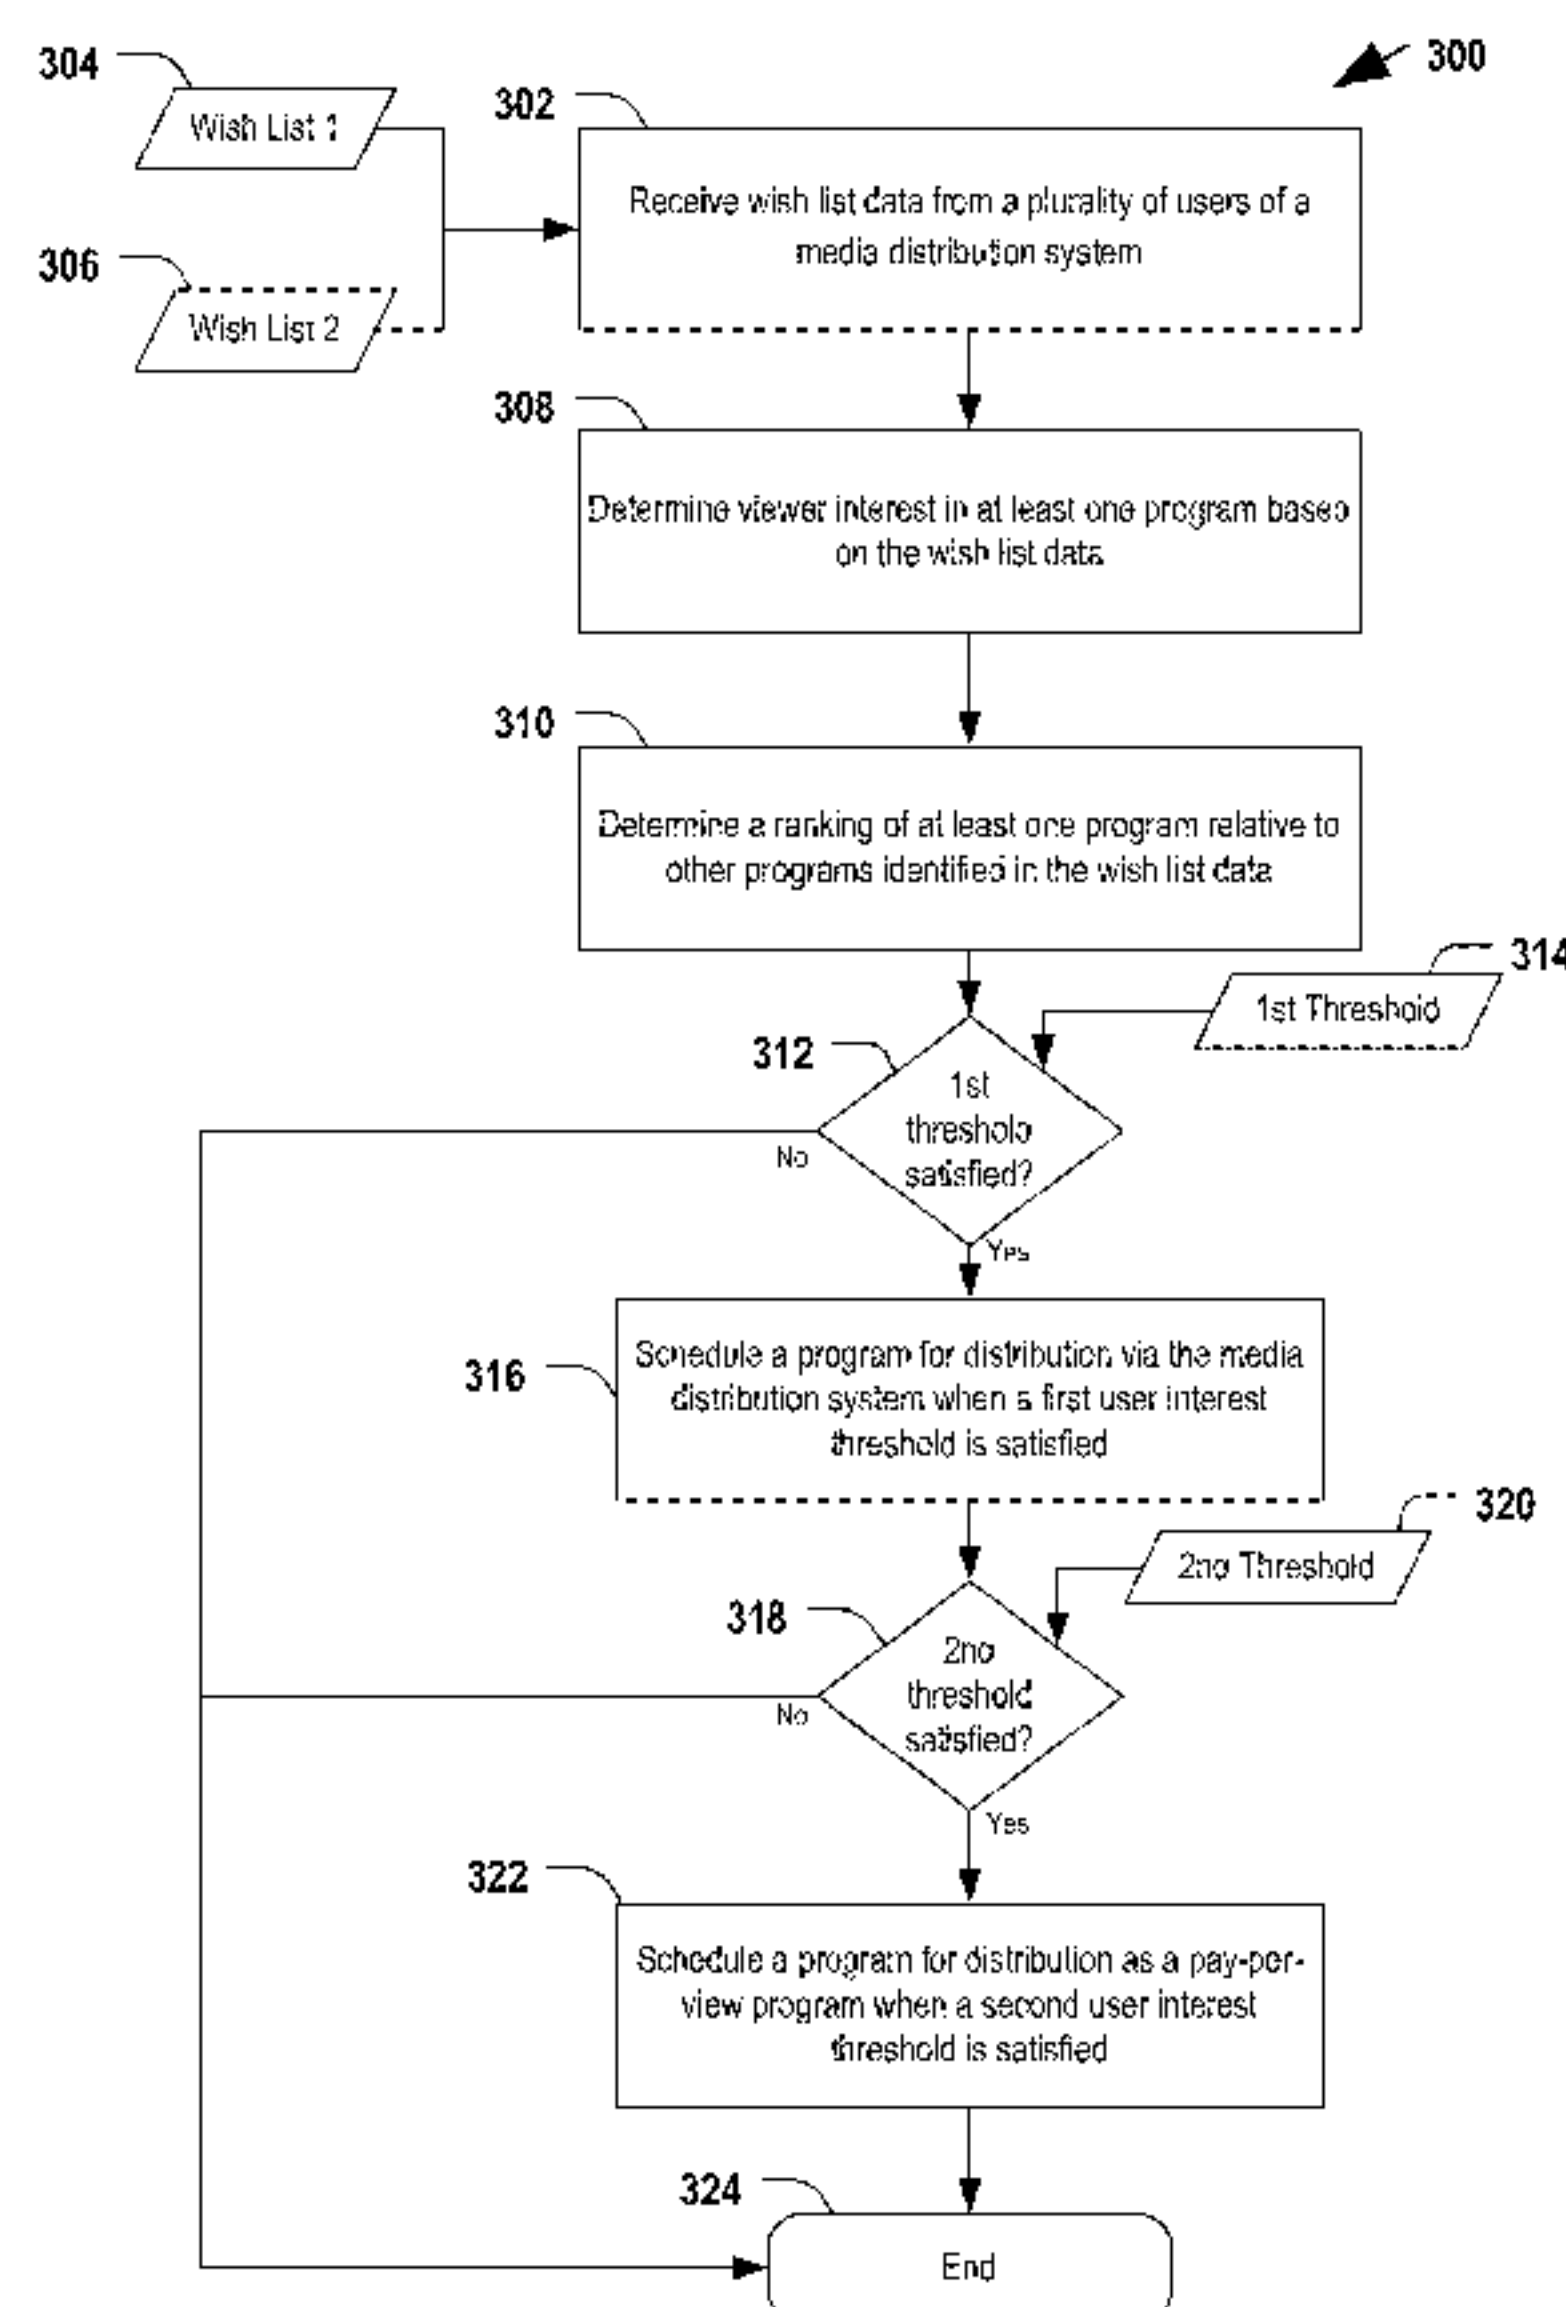 300
304
Wish List 1
302
Receive wish list data from a plurality of users of a
media distribution system
306
Wish List 2
308
Determine viewer interest in at least one program based
on the wish list data
310
Determine a ranking of at least one program relative to
other programs identified in the wish list data
314
1st Threshold
312
1st
threshold
satisfied?
No
Yes
316
Schedule a program for distribution via the media
distribution system when a first user interest
threshold is satisfied
320
2nd Threshold
318
2nd
threshold
satisfied?
No
Yes
322
Schedule a program for distribution as a pay-per-
view program when a second user interest
threshold is satisfied
324
End